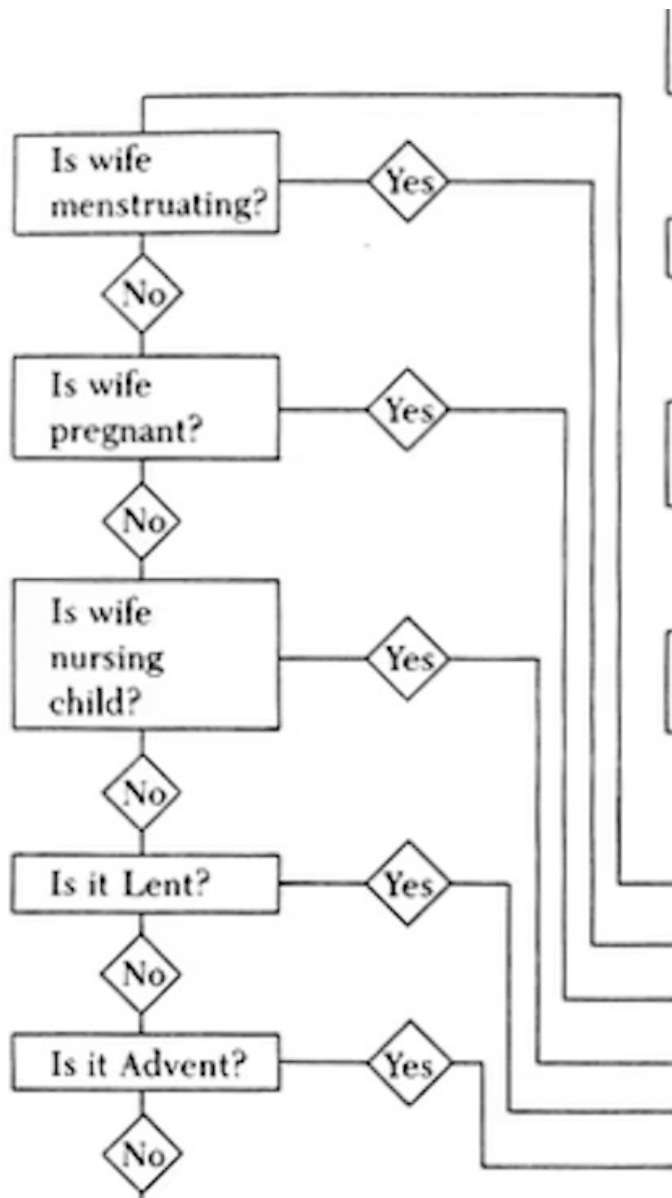 Is wife
menstruating?
Yes
No
Is wife
pregnant?
Yes
No
Is wife
nursing
child?
Yes
No
Is it Lent?
Yes
No
Is it Advent?
Yes
No